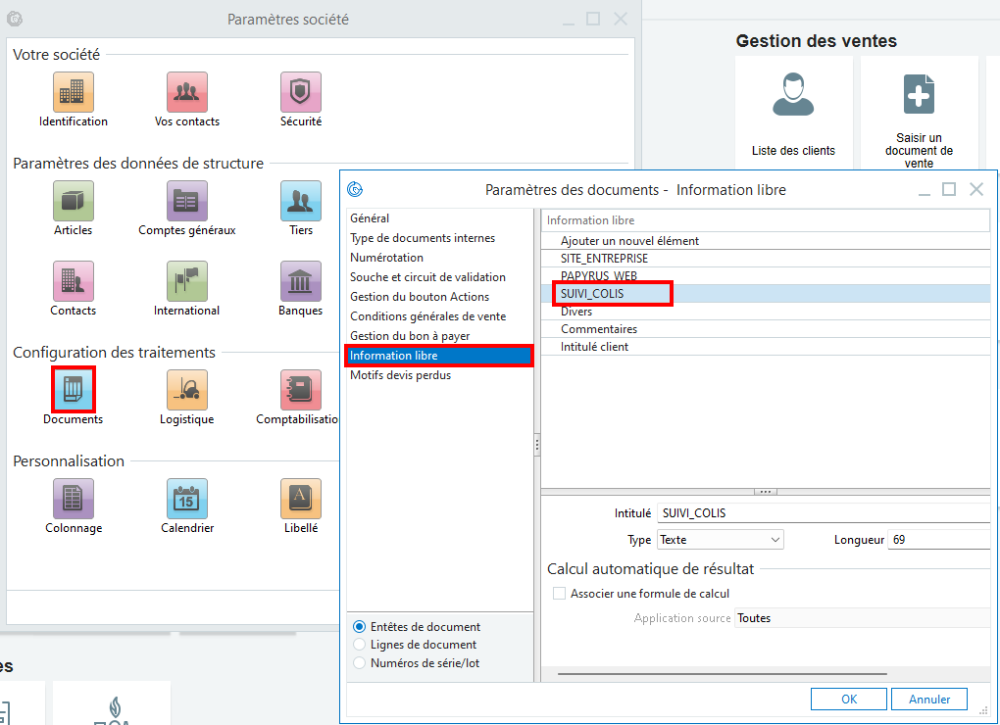 Paramètres société
Votre société
Identification
Vos contacts
Sécurité
Paramètres des données de structure
Articles
Comptes généraux
Tiers
Contacts
International
Banques
Configuration des traitements
Documents
Logistique
Comptabilisatio
Personnalisation
15
A
Colonnage
Calendrier
Libellé
Gestion des ventes
Liste des clients
Saisir un
document de
vente
Paramètres des documents - Information libre
Général
Type de documents internes
Numérotation
Souche et circuit de validation
Gestion du bouton Actions
Conditions générales de vente
Gestion du bon à payer
Information libre
Motifs devis perdus
Entêtes de document
Lignes de document
Numéros de série/lot
Information libre
Ajouter un nouvel élément
SITE_ENTREPRISE
PAPYRUS_WEB
SUIVI_COLIS
Divers
Commentaires
Intitulé client
Intitulé SUIVI_COLIS
Type Texte Longueur 69
Calcul automatique de résultat
Associer une formule de calcul
Application source Toutes
OK Annuler
es